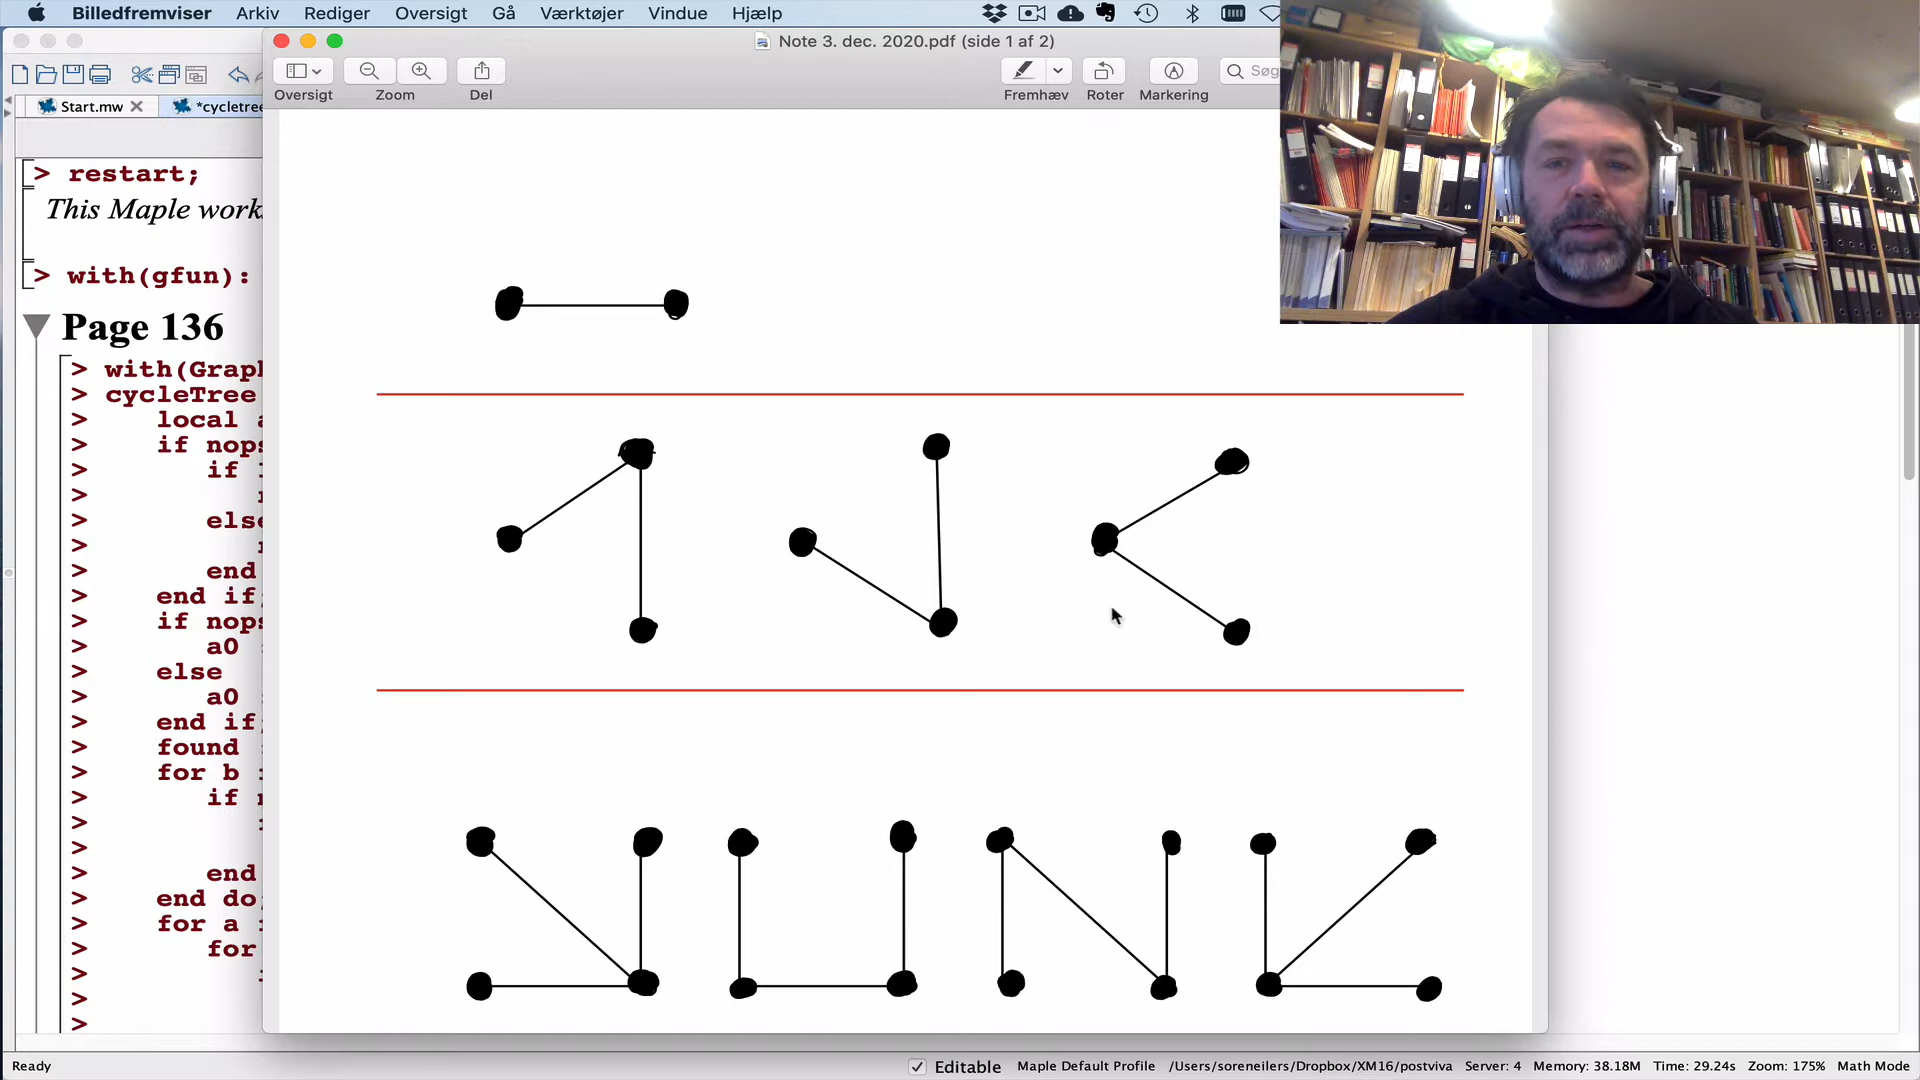 Billedfremviser Arkiv Rediger Oversigt Gå Værktøjer Vindue Hjælp
Note 3. dec. 2020.pdf (side 1 af 2)
Søg
Oversigt Zoom Del Fremhæv Roter Markering
Start.mw *cycletree
> restart;
This Maple work
> with(gfun):
Page 136
> with(Graph
> cycleTree
> local a
> if nops
> if
>
> else
>
> end
> end if;
> if nops
> a0
> else
> a0
> end if;
> found
> for b
> if
>
>
> end
> end do;
> for a
> for
>
>
>
Ready Editable Maple Default Profile /Users/soreneilers/Dropbox/XM16/postviva Server: 4 Memory: 38.18M Time: 29.24s Zoom: 175% Math Mode